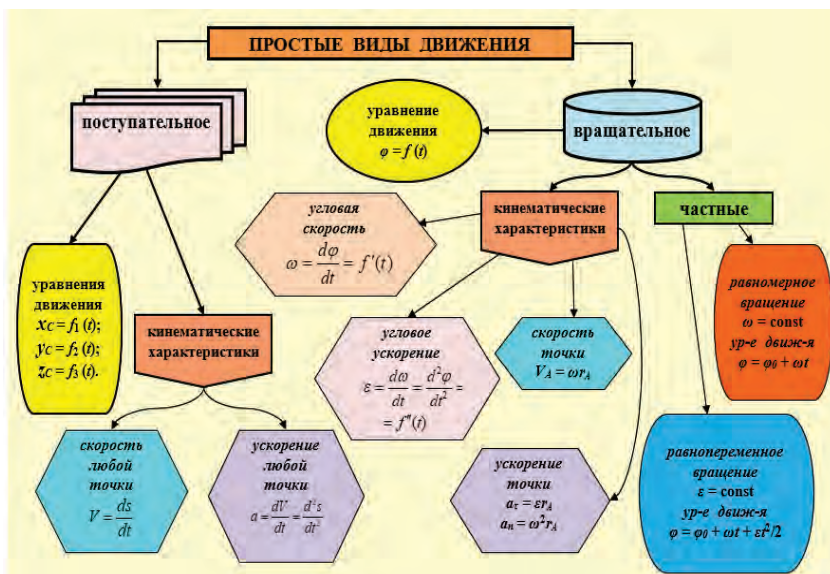 ПРОСТЫЕ ВИДЫ ДВИЖЕНИЯ
поступательное
уравнение
движения
φ = f (t)
вращательное
уравнения
движения
xC = f1 (t);
yC = f2 (t);
zC = f3 (t).
кинематические
характеристики
скорость
любой
точки
V = ds/dt
ускорение
любой
точки
a = dV/dt = d²s/dt²
кинематические
характеристики
частные
угловая
скорость
ω = dφ/dt = f ′(t)
угловое
ускорение
ε = dω/dt = d²φ/dt² =
= f ″(t)
скорость
точки
VA = ωrA
ускорение
точки
aτ = εrA
an = ω²rA
равномерное
вращение
ω = const
ур-е движ-я
φ = φ0 + ωt
равнопеременное
вращение
ε = const
ур-е движ-я
φ = φ0 + ωt + εt²/2